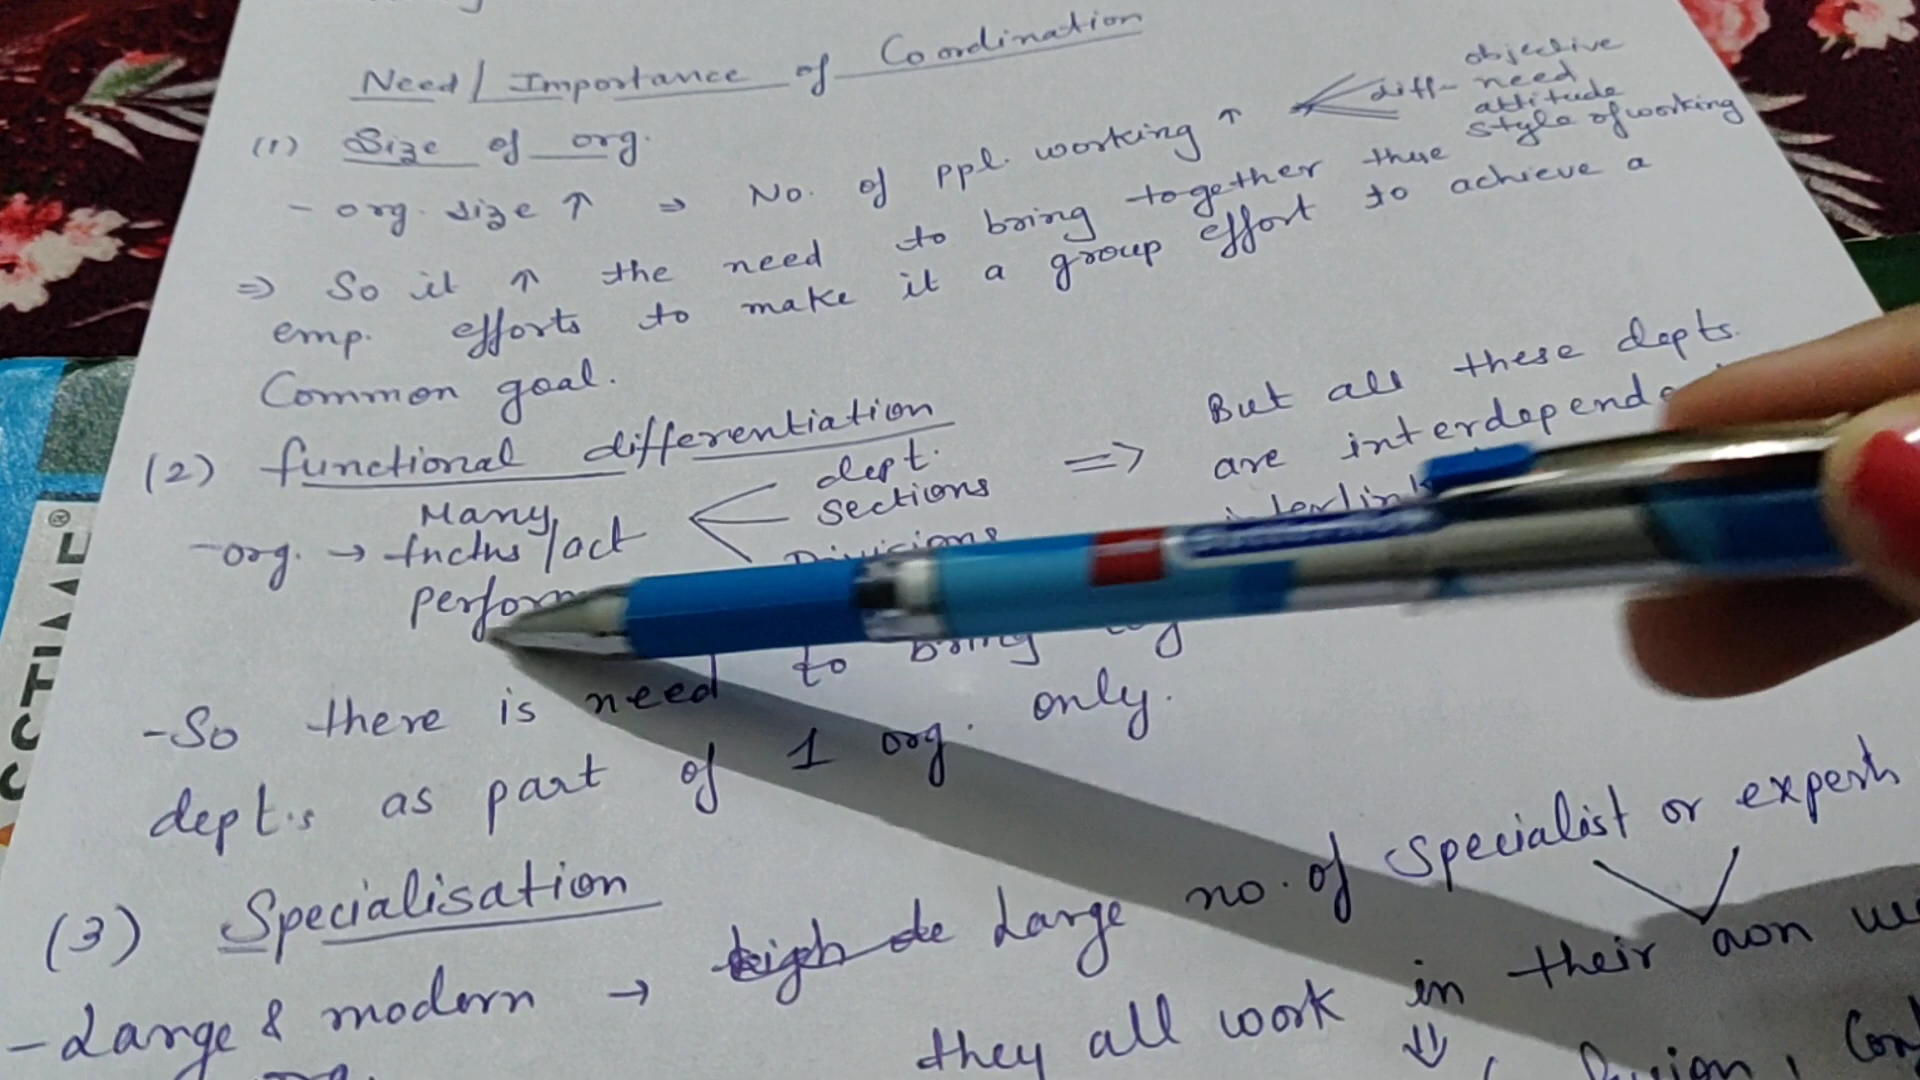 Need / Importance of Coordination
(1) Size of org.
- org. size ↑ ⇒ No. of ppl. working ↑
diff- objective
need
attitude
style of working
⇒ So it ↑ the need to bring together these
emp. efforts to make it a group effort to achieve a
Common goal.
(2) functional differentiation
- org. → Many
fnctns /act
perform
dept.
sections
Divisions
⇒ But all these depts.
are interdepend
interlink
- So there is need to bring
dept.s as part of 1 org. only.
(3) Specialisation
- Large & modern → Large no. of Specialist or experts
they all work in their own
⇓